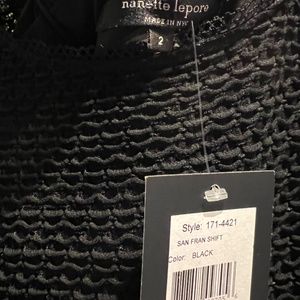 nanette lepore
MADE IN NY
2
Style: 171-4421
SAN FRAN SHIFT
Color: BLACK